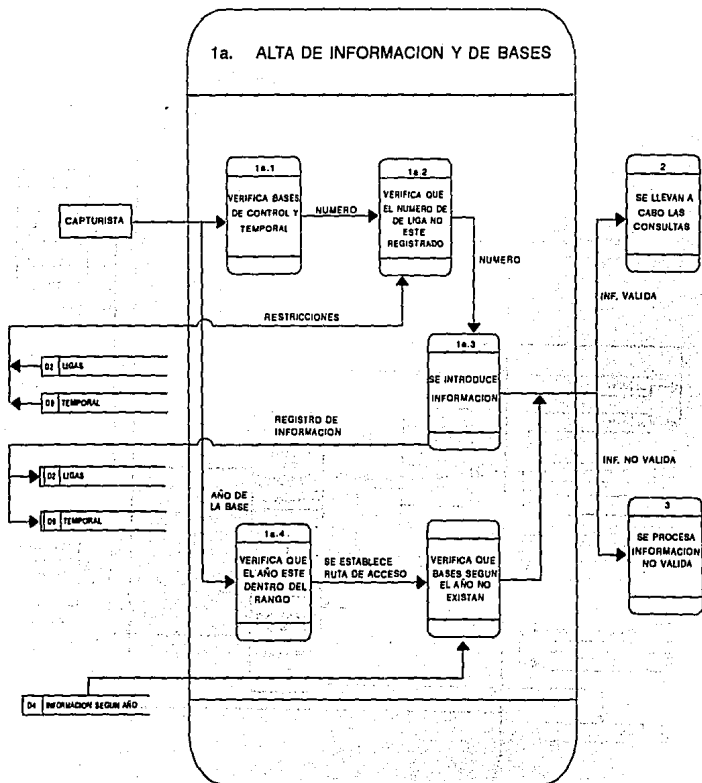 1a. ALTA DE INFORMACION Y DE BASES
1a.1
VERIFICA BASES
DE CONTROL Y
TEMPORAL
1a.2
VERIFICA QUE
EL NUMERO DE
DE LIGA NO
ESTE
REGISTRADO
2
SE LLEVAN A
CABO LAS
CONSULTAS
CAPTURISTA
NUMERO
NUMERO
INF. VALIDA
RESTRICCIONES
1a.3
SE INTRODUCE
INFORMACION
D2 LIGAS
D9 TEMPORAL
REGISTRO DE
INFORMACION
INF. NO VALIDA
D2 LIGAS
D9 TEMPORAL
AÑO DE
LA BASE
1a.4
VERIFICA QUE
EL AÑO ESTE
DENTRO DEL
RANGO
SE ESTABLECE
RUTA DE ACCESO
VERIFICA QUE
BASES SEGUN
EL AÑO NO
EXISTAN
3
SE PROCESA
INFORMACION
NO VALIDA
D4 INFORMACION SEGUN AÑO